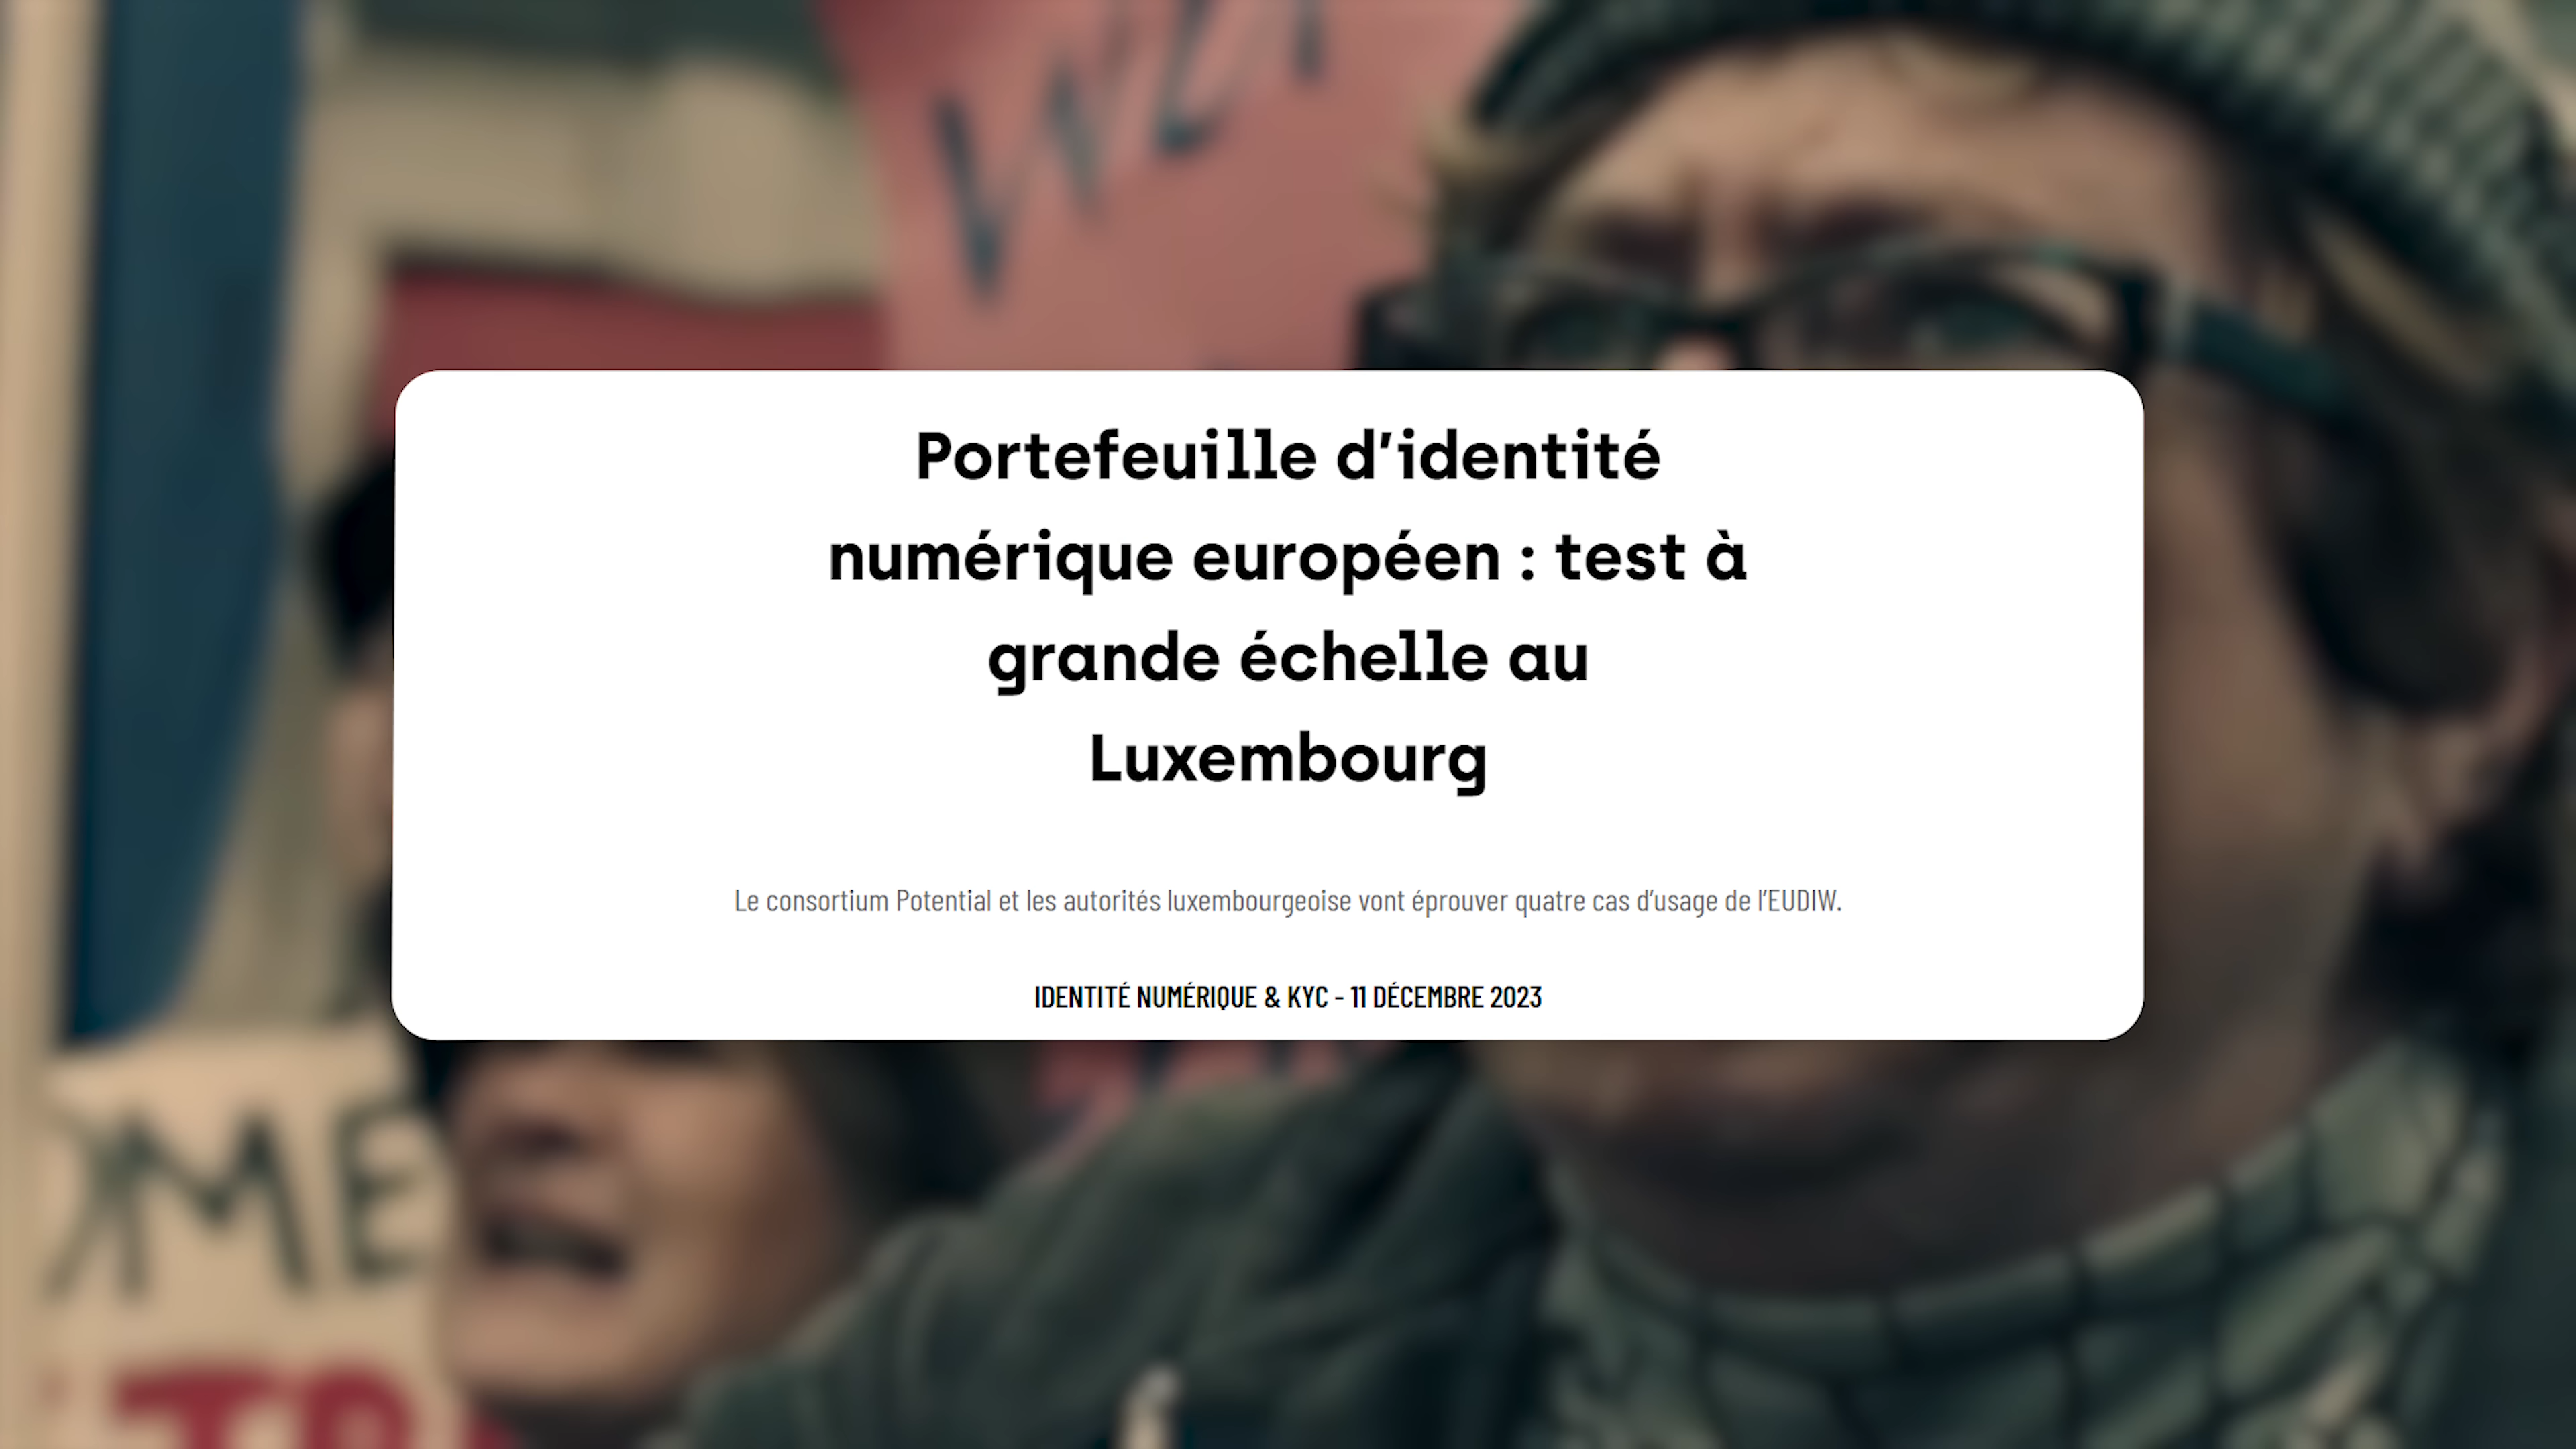 Portefeuille d’identité
numérique européen : test à
grande échelle au
Luxembourg
Le consortium Potential et les autorités luxembourgeoise vont éprouver quatre cas d’usage de l’EUDIW.
IDENTITÉ NUMÉRIQUE & KYC - 11 DÉCEMBRE 2023